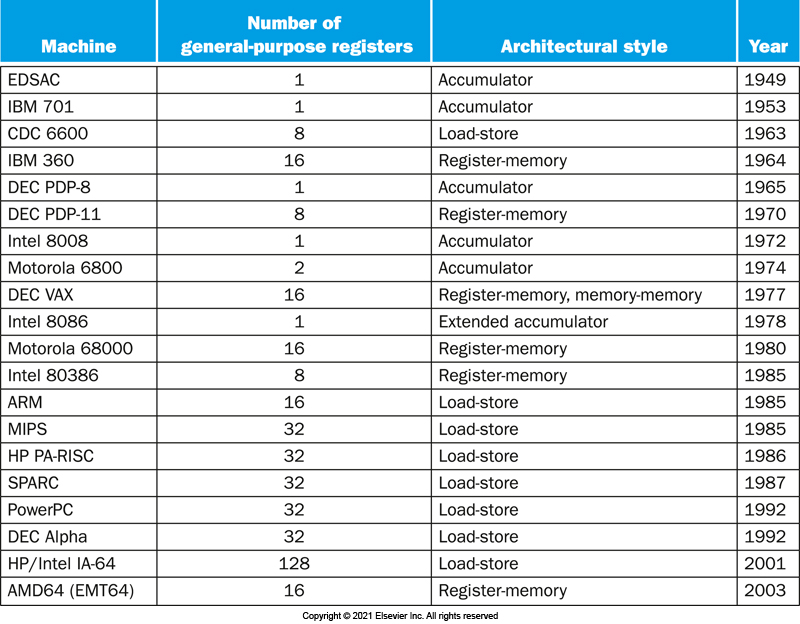 Machine Number of general-purpose registers Architectural style Year
EDSAC 1 Accumulator 1949
IBM 701 1 Accumulator 1953
CDC 6600 8 Load-store 1963
IBM 360 16 Register-memory 1964
DEC PDP-8 1 Accumulator 1965
DEC PDP-11 8 Register-memory 1970
Intel 8008 1 Accumulator 1972
Motorola 6800 2 Accumulator 1974
DEC VAX 16 Register-memory, memory-memory 1977
Intel 8086 1 Extended accumulator 1978
Motorola 68000 16 Register-memory 1980
Intel 80386 8 Register-memory 1985
ARM 16 Load-store 1985
MIPS 32 Load-store 1985
HP PA-RISC 32 Load-store 1986
SPARC 32 Load-store 1987
PowerPC 32 Load-store 1992
DEC Alpha 32 Load-store 1992
HP/Intel IA-64 128 Load-store 2001
AMD64 (EMT64) 16 Register-memory 2003
Copyright © 2021 Elsevier Inc. All rights reserved